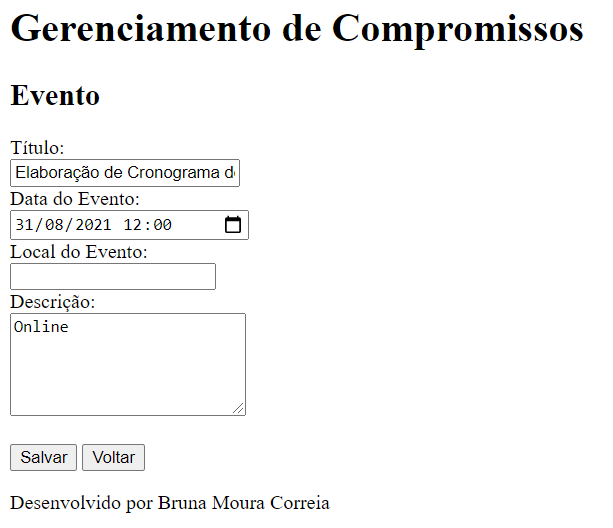 Gerenciamento de Compromissos
Evento
Título:
Elaboração de Cronograma d
Data do Evento:
31/08/2021 12:00
Local do Evento:
Descrição:
Online
Salvar Voltar
Desenvolvido por Bruna Moura Correia